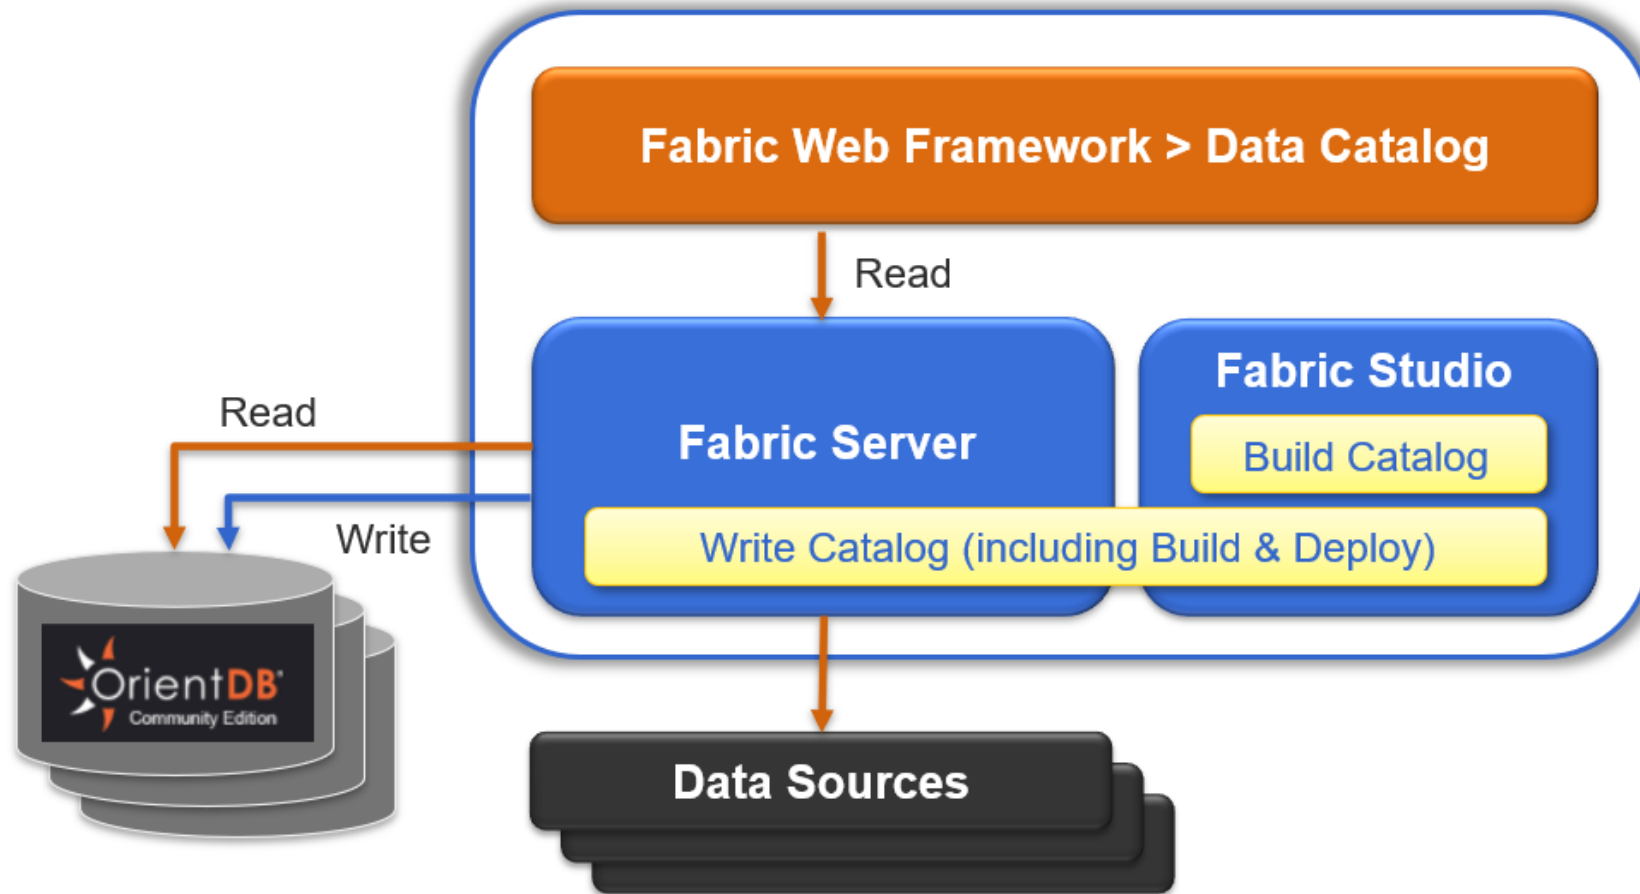 Fabric Web Framework > Data Catalog
Read
Fabric Server
Fabric Studio
Build Catalog
Write Catalog (including Build & Deploy)
Read
Write
OrientDB®
Community Edition
Data Sources